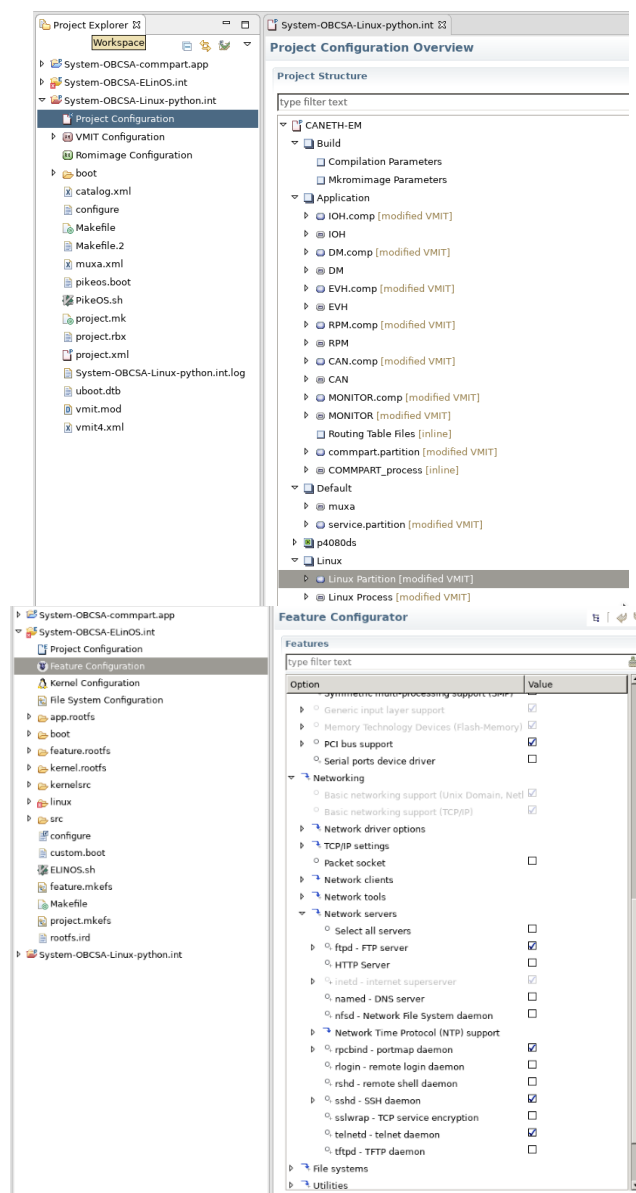 Project Explorer
Workspace
System-OBCSA-commpart.app
System-OBCSA-ELinOS.int
System-OBCSA-Linux-python.int
Project Configuration
VMIT Configuration
Romimage Configuration
boot
catalog.xml
configure
Makefile
Makefile.2
muxa.xml
pikeos.boot
PikeOS.sh
project.mk
project.rbx
project.xml
System-OBCSA-Linux-python.int.log
uboot.dtb
vmit.mod
vmit4.xml
System-OBCSA-Linux-python.int
Project Configuration Overview
Project Structure
type filter text
CANETH-EM
Build
Compilation Parameters
Mkromimage Parameters
Application
IOH.comp [modified VMIT]
IOH
DM.comp [modified VMIT]
DM
EVH.comp [modified VMIT]
EVH
RPM.comp [modified VMIT]
RPM
CAN.comp [modified VMIT]
CAN
MONITOR.comp [modified VMIT]
MONITOR [modified VMIT]
Routing Table Files [inline]
commpart.partition [modified VMIT]
COMMPART_process [inline]
Default
muxa
service.partition [modified VMIT]
p4080ds
Linux
Linux Partition [modified VMIT]
Linux Process [modified VMIT]
System-OBCSA-commpart.app
System-OBCSA-ELinOS.int
Project Configuration
Feature Configuration
Kernel Configuration
File System Configuration
app.rootfs
boot
feature.rootfs
kernel.rootfs
kernelsrc
linux
src
configure
custom.boot
ELINOS.sh
feature.mkefs
Makefile
project.mkefs
rootfs.ird
System-OBCSA-Linux-python.int
Feature Configurator
Features
type filter text
Option Value
Symmetric multi-processing support (SMP)
Generic input layer support
Memory Technology Devices (Flash-Memory)
PCI bus support
Serial ports device driver
Networking
Basic networking support (Unix Domain, Netl
Basic networking support (TCP/IP)
Network driver options
TCP/IP settings
Packet socket
Network clients
Network tools
Network servers
Select all servers
ftpd - FTP server
HTTP Server
inetd - internet superserver
named - DNS server
nfsd - Network File System daemon
Network Time Protocol (NTP) support
rpcbind - portmap daemon
rlogin - remote login daemon
rshd - remote shell daemon
sshd - SSH daemon
sslwrap - TCP service encryption
telnetd - telnet daemon
tftpd - TFTP daemon
File systems
Utilities